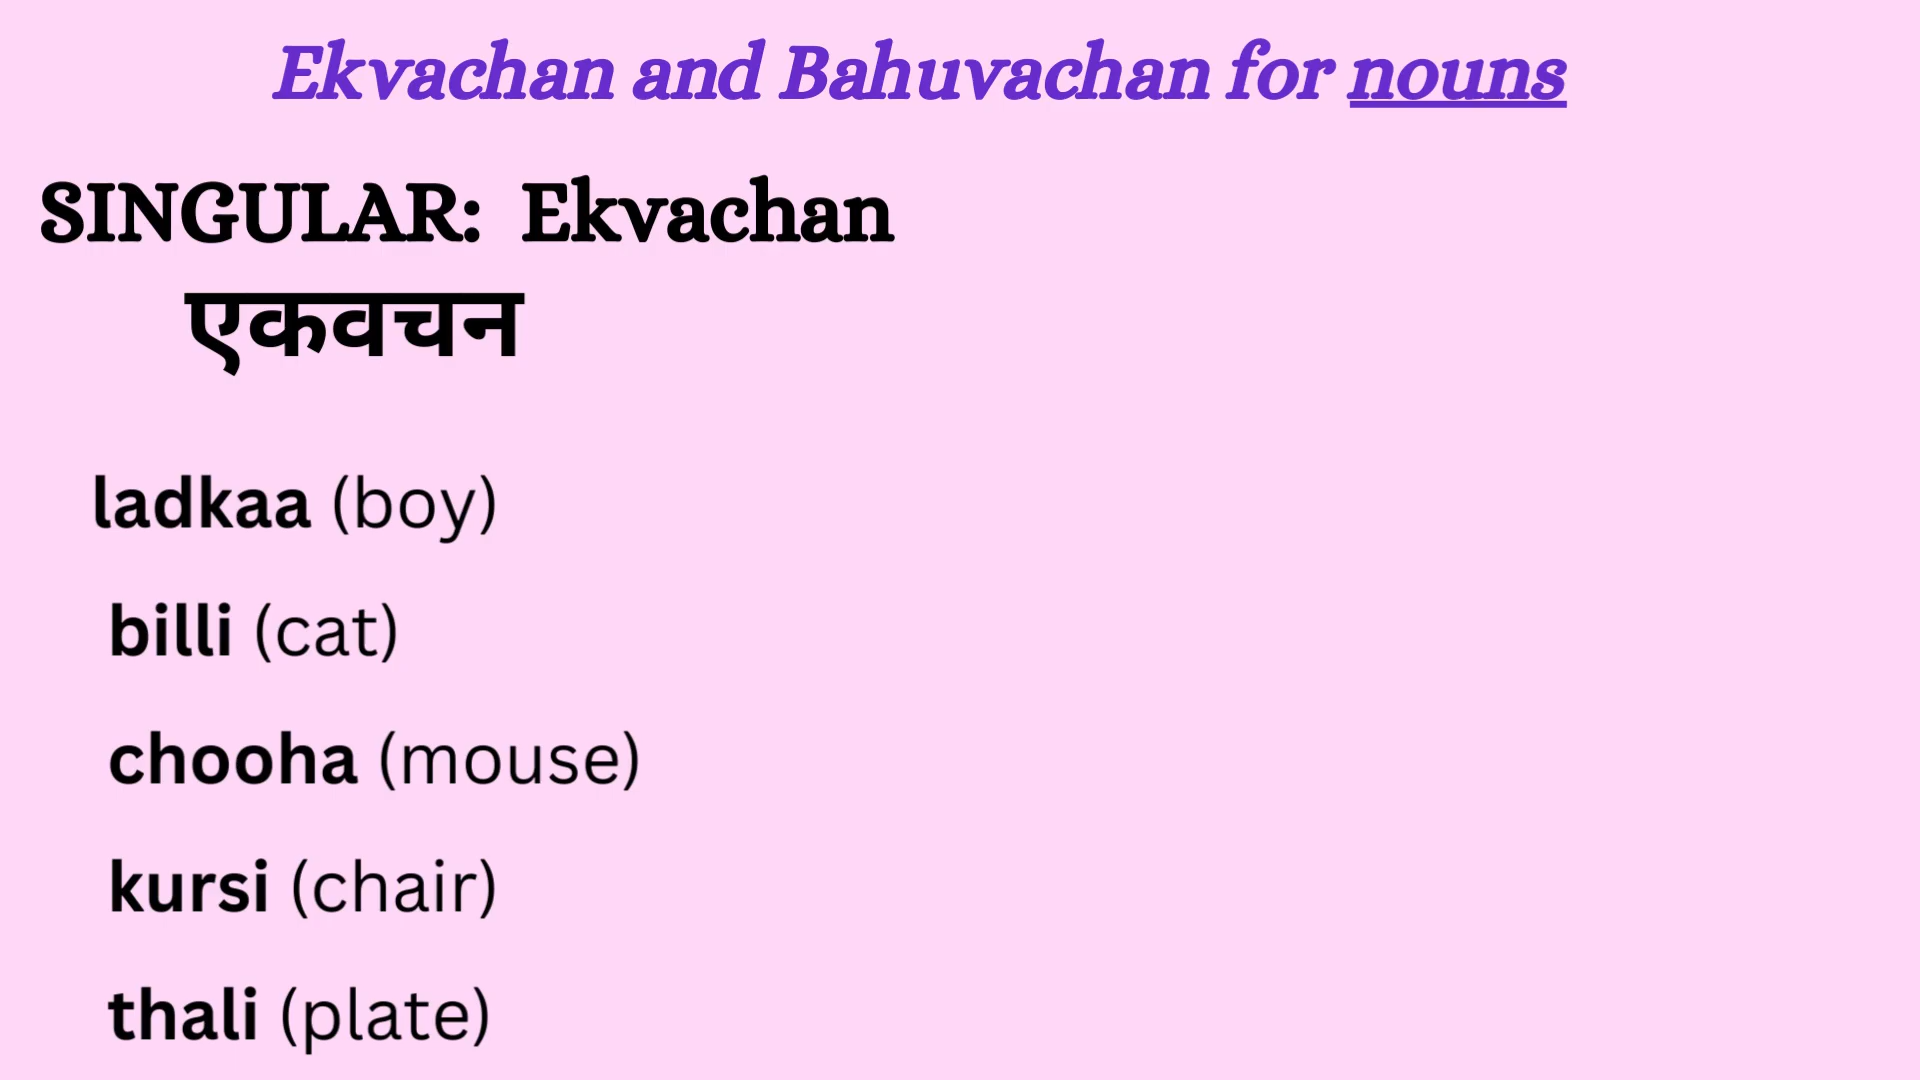 Ekvachan and Bahuvachan for nouns
SINGULAR: Ekvachan
एकवचन
ladkaa (boy)
billi (cat)
chooha (mouse)
kursi (chair)
thali (plate)